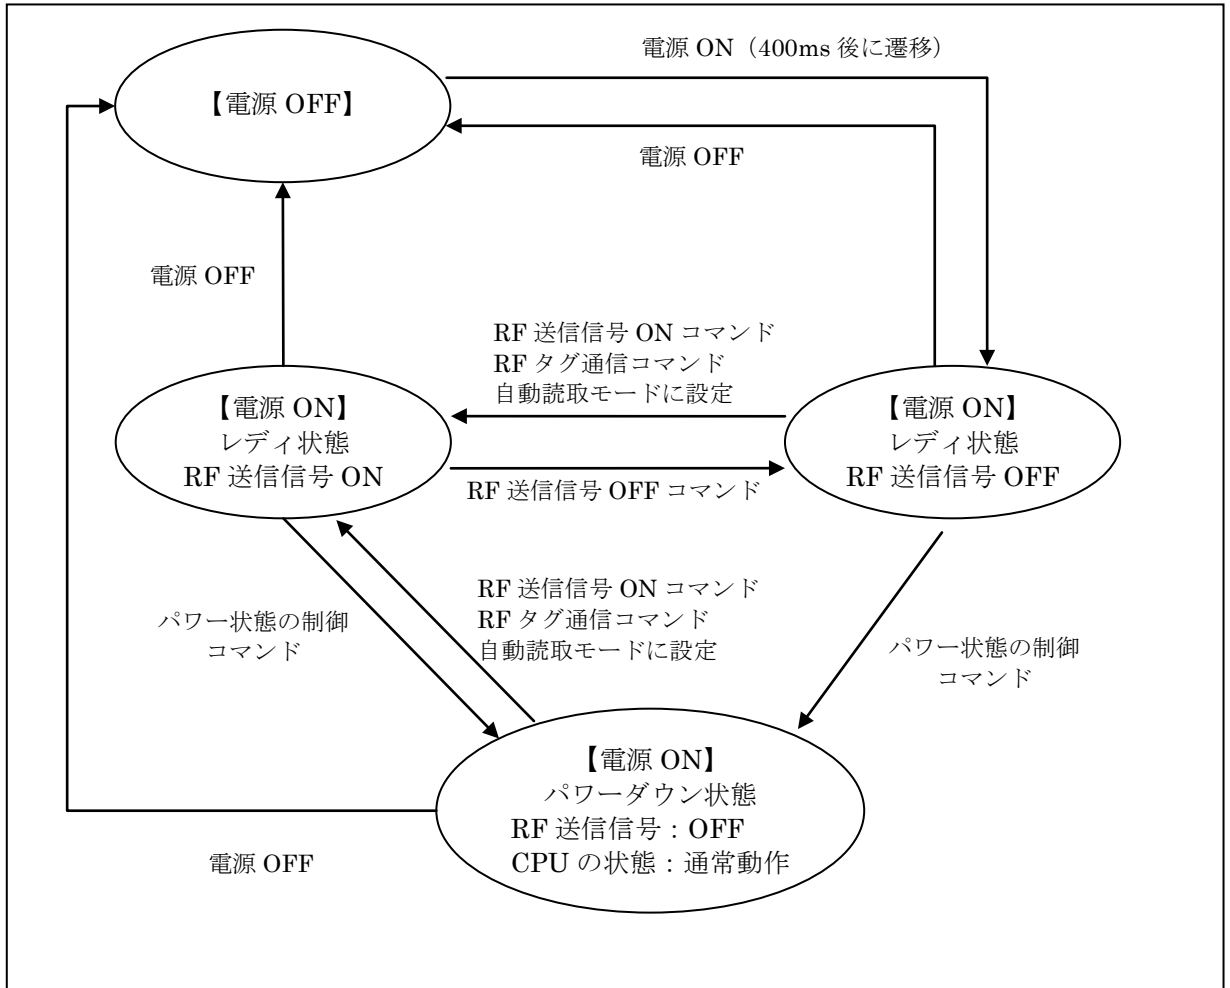 電源 ON（400ms 後に遷移）
【電源 OFF】
電源 OFF
電源 OFF
RF 送信信号 ON コマンド
RF タグ通信コマンド
自動読取モードに設定
【電源 ON】
レディ状態
RF 送信信号 ON
【電源 ON】
レディ状態
RF 送信信号 OFF
RF 送信信号 OFF コマンド
RF 送信信号 ON コマンド
RF タグ通信コマンド
自動読取モードに設定
パワー状態の制御
コマンド
パワー状態の制御
コマンド
【電源 ON】
パワーダウン状態
RF 送信信号：OFF
CPU の状態：通常動作
電源 OFF